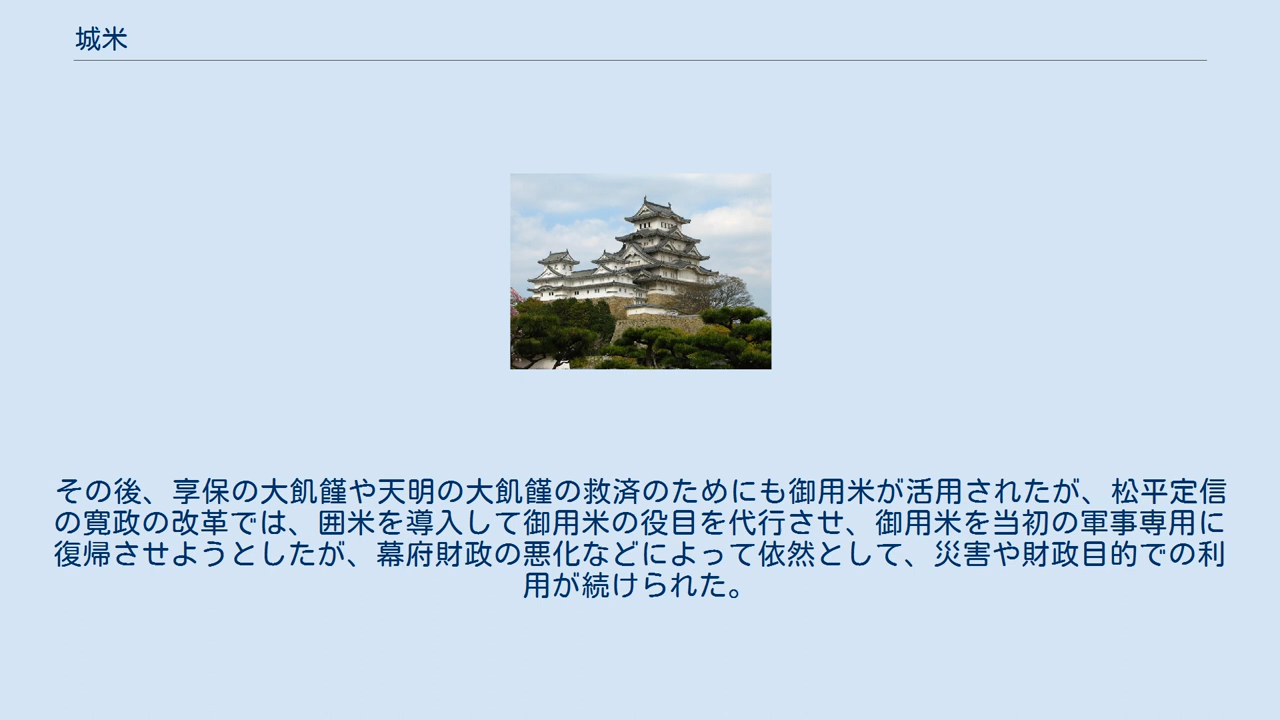 城米
その後、享保の大飢饉や天明の大飢饉の救済のためにも御用米が活用されたが、松平定信
の寛政の改革では、囲米を導入して御用米の役目を代行させ、御用米を当初の軍事専用に
復帰させようとしたが、幕府財政の悪化などによって依然として、災害や財政目的での利
用が続けられた。